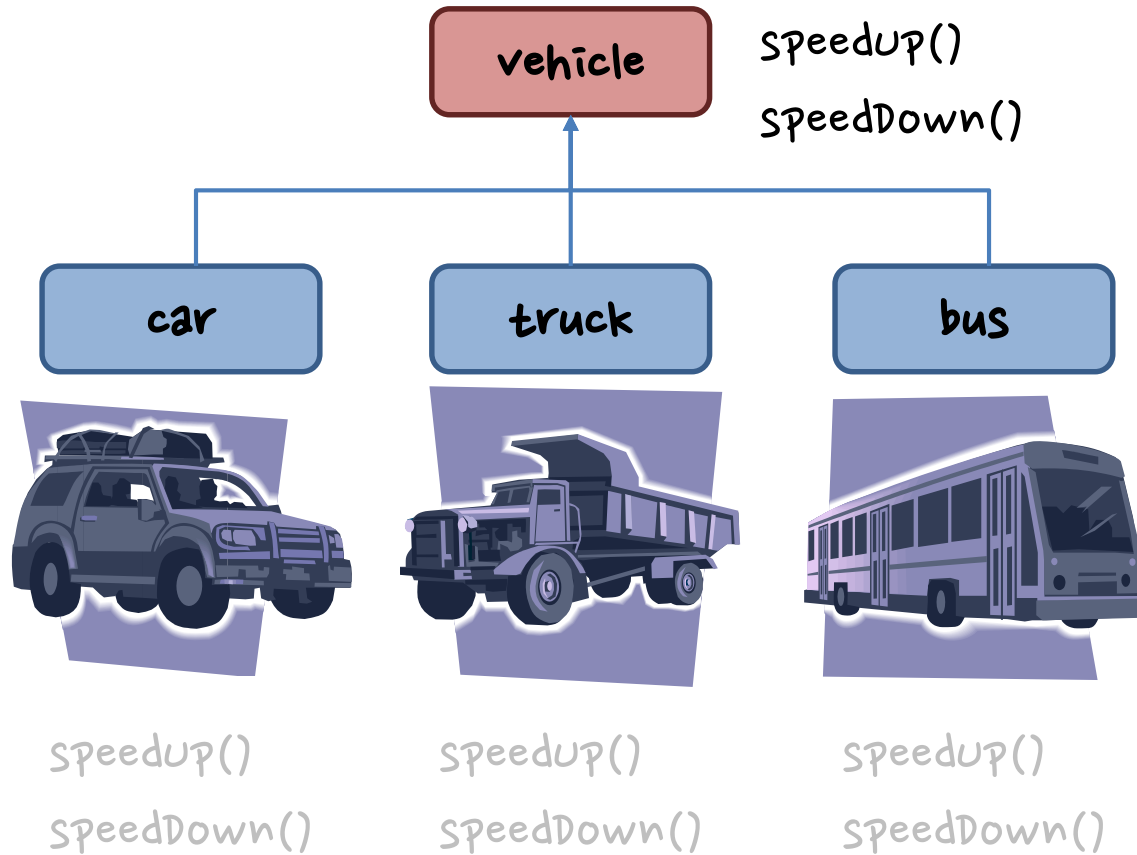 vehicle
speedUp()
speedDown()
car
truck
bus
speedUp()
speedUp()
speedUp()
speedDown()
speedDown()
speedDown()